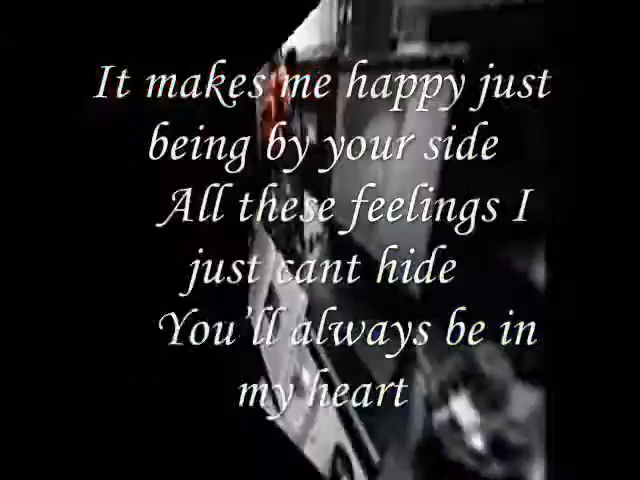 It makes me happy just
being by your side
All these feelings I
just cant hide
You'll always be in
my heart